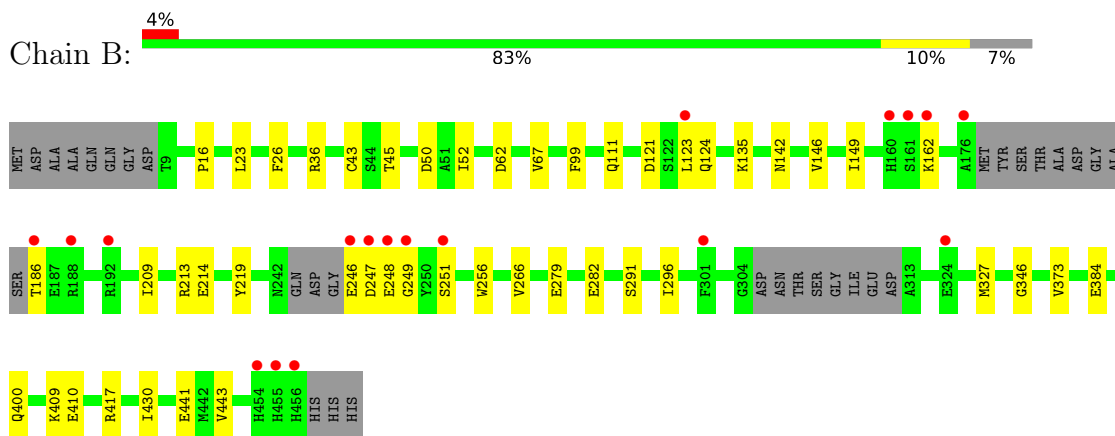 4%
Chain B:
83% 10% 7%
MET ASP ALA ALA GLN GLN GLY ASP T9 P16 L23 F26 R36 C43 S44 T45 D50 A51 I52 D62 V67 F99 Q111 D121 S122 L123 Q124 K135 N142 V146 I149 H160 S161 K162 A176 MET TYR SER THR ALA ASP GLY ALA
SER T186 E187 R188 R192 I209 R213 E214 Y219 N242 GLN ASP GLY E246 D247 E248 G249 Y250 S251 W256 V266 E279 E282 S291 I296 F301 G304 ASP ASN THR SER GLY ILE GLU ASP A313 E324 M327 G346 V373 E384
Q400 K409 E410 R417 I430 E441 M442 V443 H454 H455 H456 HIS HIS HIS